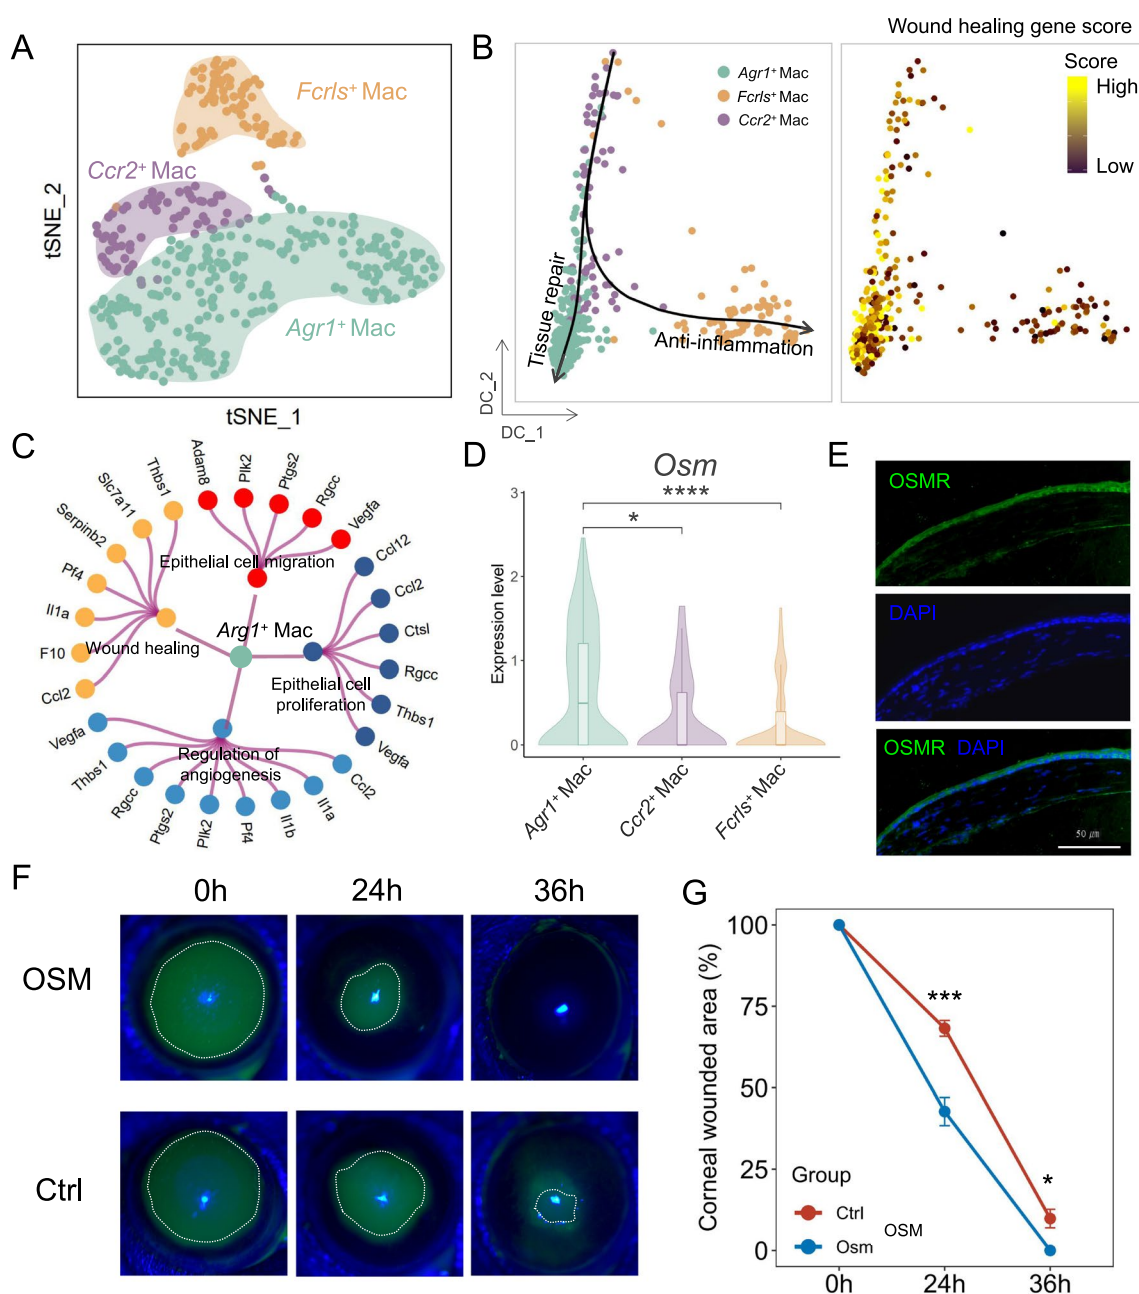 A
Fcrls+ Mac
Ccr2+ Mac
Agr1+ Mac
tSNE_2
tSNE_1
B
Agr1+ Mac
Fcrls+ Mac
Ccr2+ Mac
Tissue repair
Anti-inflammation
DC_2
DC_1
Wound healing gene score
Score
High
Low
C
Adam8
Plk2
Ptgs2
Rgcc
Vegfa
Epithelial cell migration
Thbs1
Slc7a11
Serpinb2
Pf4
Il1a
F10
Ccl2
Wound healing
Arg1+ Mac
Ccl12
Ccl2
Ctsl
Rgcc
Thbs1
Vegfa
Epithelial cell
proliferation
Regulation of
angiogenesis
Vegfa
Thbs1
Rgcc
Ptgs2
Plk2
Pf4
Il1b
Il1a
Ccl2
D
Osm
****
*
Expression level
3
2
1
0
Agr1+ Mac
Ccr2+ Mac
Fcrls+ Mac
E
OSMR
DAPI
OSMR DAPI
50 μm
F
0h 24h 36h
OSM
Ctrl
G
Corneal wounded area (%)
100
75
50
25
0
***
*
Group
Ctrl
Osm
OSM
0h 24h 36h